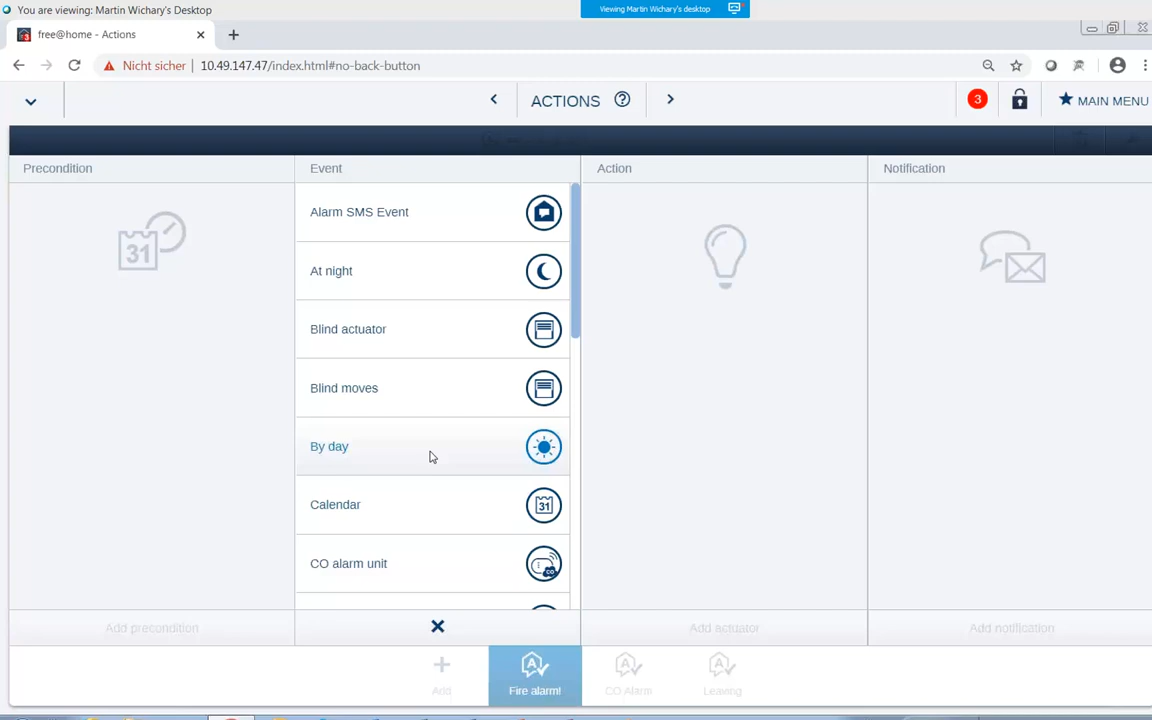 You are viewing: Martin Wichary's Desktop
Viewing Martin Wichary's desktop
free@home - Actions
Nicht sicher
10.49.147.47/index.html#no-back-button
ACTIONS
3
MAIN MENU
Precondition
Event
Action
Notification
31
Alarm SMS Event
At night
Blind actuator
Blind moves
By day
Calendar
31
CO alarm unit
CO
Add precondition
Add actuator
Add notification
Add
Fire alarm!
CO Alarm
Leaving